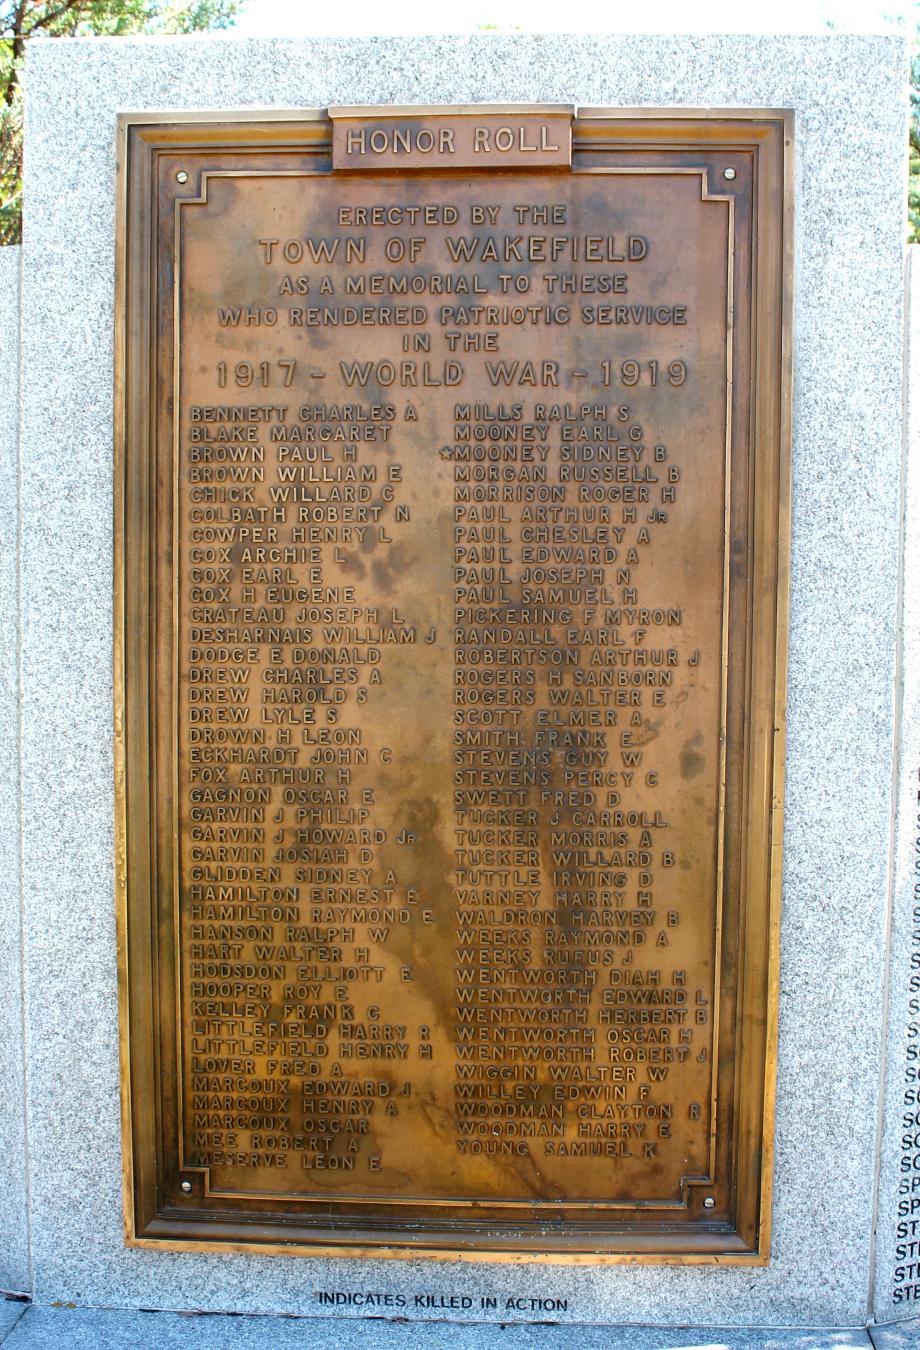 HONOR ROLL
ERECTED BY THE
TOWN OF WAKEFIELD
AS A MEMORIAL TO THESE
WHO RENDERED PATRIOTIC SERVICE
IN THE
1917 - WORLD WAR - 1919
BENNETT CHARLES A
BLAKE MARGARET
BROWN PAUL H
BROWN WILLIAM E
CHICK WILLARD C
COLBATH ROBERT N
COWPER HENRY L
COX ARCHIE
COX EARL E
COX H EUGENE
CRATEAU JOSEPH L
DESHARNAIS WILLIAM J
DODGE E DONALD
DREW CHARLES A
DREW HAROLD S
DREW LYLE S
DROWN H LEON
ECKHARDT JOHN C
FOX ARTHUR H
GAGNON OSCAR E
GARVIN J PHILIP
GARVIN J HOWARD JR
GARVIN JOSIAH D
GLIDDEN SIDNEY A
HAMILTON ERNEST E
HAMILTON RAYMOND E
HANSON RALPH W
HART WALTER H
HODSDON ELLIOTT E
HOOPER ROY E
KELLEY FRANK C
LITTLEFIELD HARRY R
LITTLEFIELD HENRY H
LOVER FRED A
MARCOUX EDWARD J
MARCOUX HENRY A
MARCOUX OSCAR
MEE ROBERT A
MESERVE LEON E
MILLS RALPH S
MOONEY EARL G
★MOONEY SIDNEY B
MORGAN RUSSELL B
MORRISON ROGER H
PAUL ARTHUR H JR
PAUL CHESLEY A
PAUL EDWARD A
PAUL JOSEPH N
PAUL SAMUEL H
PICKERING F MYRON
RANDALL EARL F
ROBERTSON ARTHUR J
ROGERS H SANBORN
ROGERS WALTER E
SCOTT ELMER A
SMITH FRANK E
STEVENS GUY W
STEVENS PERCY C
SWETT FRED D
TUCKER J CARROLL
TUCKER MORRIS A
TUCKER WILLARD B
TUTTLE IRVING D
VARNEY HARRY H
WALDRON HARVEY B
WEEKS RAYMOND A
WEEKS RUFUS J
WENTWORTH DIAH H
WENTWORTH EDWARD L
WENTWORTH HERBERT B
WENTWORTH OSCAR H
WENTWORTH ROBERT J
WIGGIN WALTER W
WILLEY EDWIN F
WOODMAN CLAYTON R
WOODMAN HARRY E
YOUNG SAMUEL K
INDICATES KILLED IN ACTION